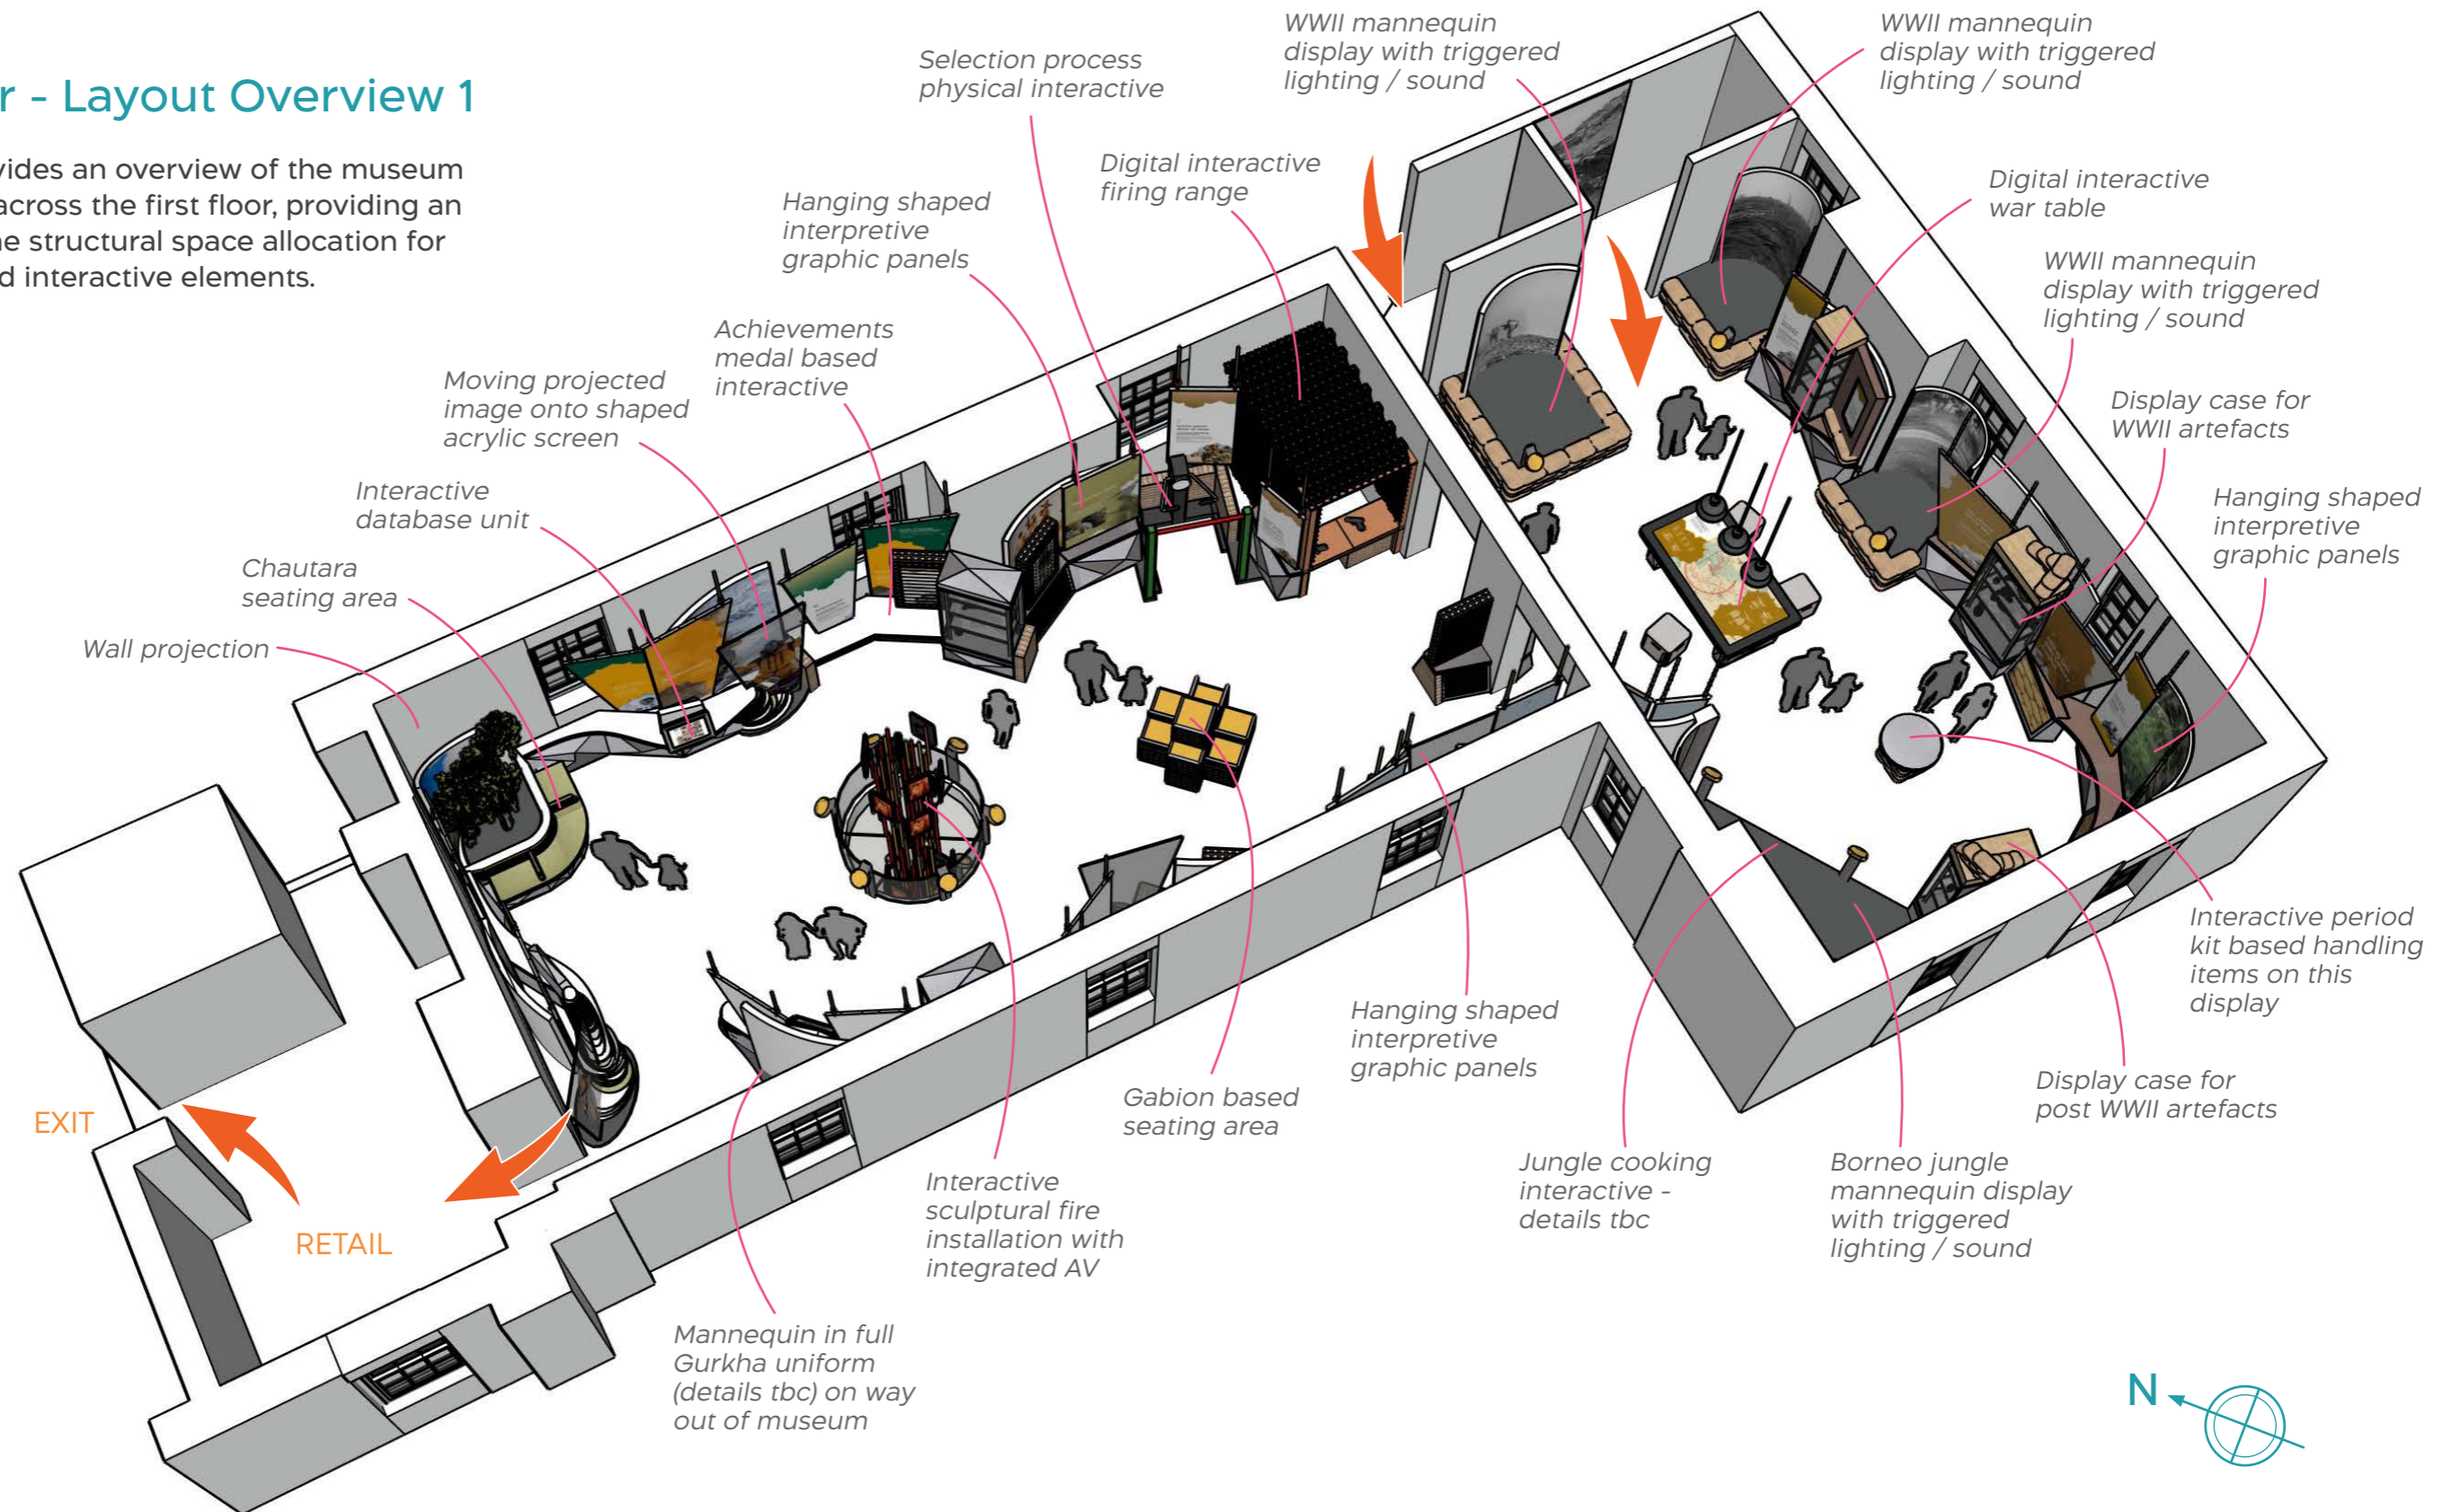 r - Layout Overview 1
vides an overview of the museum
across the first floor, providing an
ne structural space allocation for
d interactive elements.
Selection process
physical interactive
WWII mannequin
display with triggered
lighting / sound
WWII mannequin
display with triggered
lighting / sound
Digital interactive
firing range
Digital interactive
war table
Hanging shaped
interpretive
graphic panels
WWII mannequin
display with triggered
lighting / sound
Achievements
medal based
interactive
Moving projected
image onto shaped
acrylic screen
Display case for
WWII artefacts
Interactive
database unit
Hanging shaped
interpretive
graphic panels
Chautara
seating area
Wall projection
Interactive period
kit based handling
items on this
display
Hanging shaped
interpretive
graphic panels
Display case for
post WWII artefacts
Gabion based
seating area
EXIT
Jungle cooking
interactive -
details tbc
Borneo jungle
mannequin display
with triggered
lighting / sound
Interactive
sculptural fire
installation with
integrated AV
RETAIL
Mannequin in full
Gurkha uniform
(details tbc) on way
out of museum
N